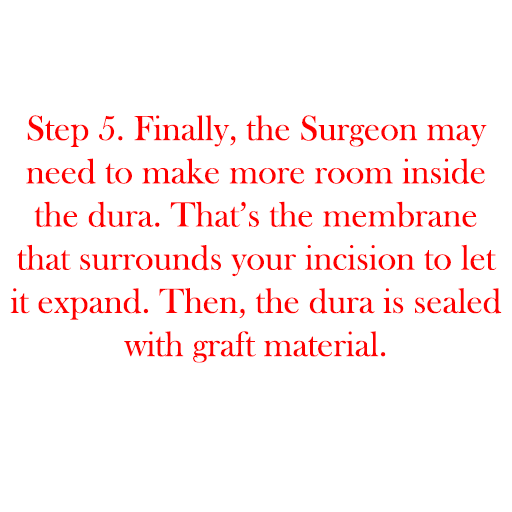 Step 5. Finally, the Surgeon may
need to make more room inside
the dura. That’s the membrane
that surrounds your incision to let
it expand. Then, the dura is sealed
with graft material.